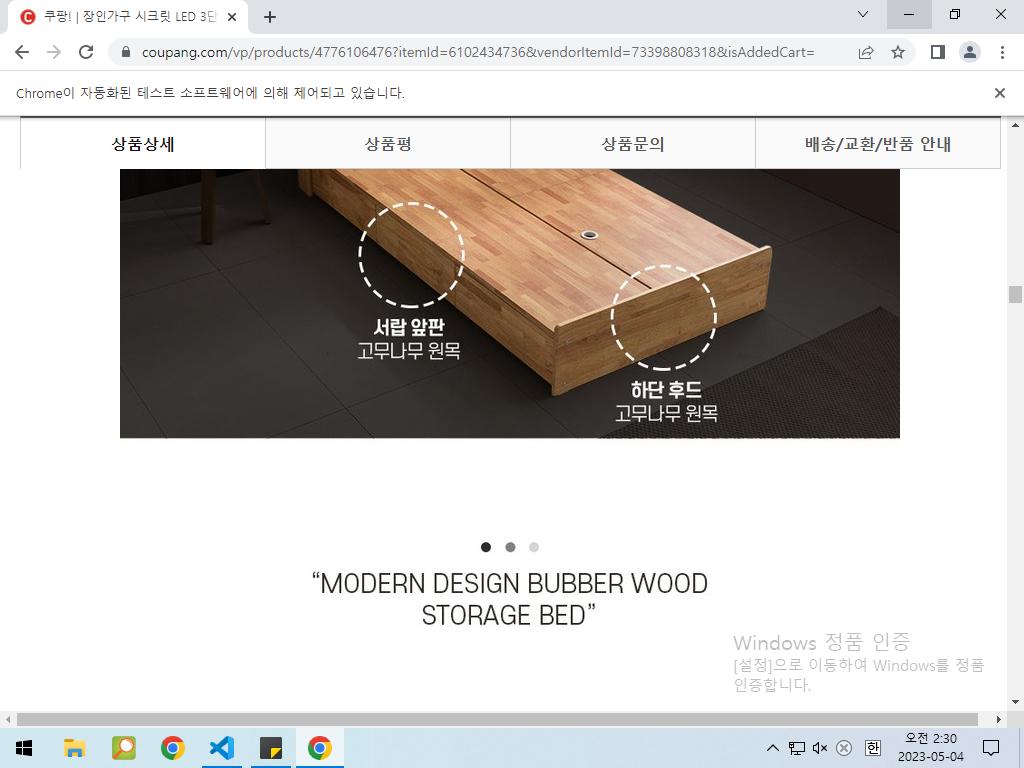 쿠팡! | 장인가구 시크릿 LED 3단
coupang.com/vp/products/4776106476?itemId=6102434736&vendorItemId=73398808318&isAddedCart=
Chrome이 자동화된 테스트 소프트웨어에 의해 제어되고 있습니다.
상품상세 상품평 상품문의 배송/교환/반품 안내
서랍 앞판
고무나무 원목
하단 후드
고무나무 원목
“MODERN DESIGN BUBBER WOOD
STORAGE BED”
Windows 정품 인증
[설정]으로 이동하여 Windows를 정품
인증합니다.
한
오전 2:30
2023-05-04